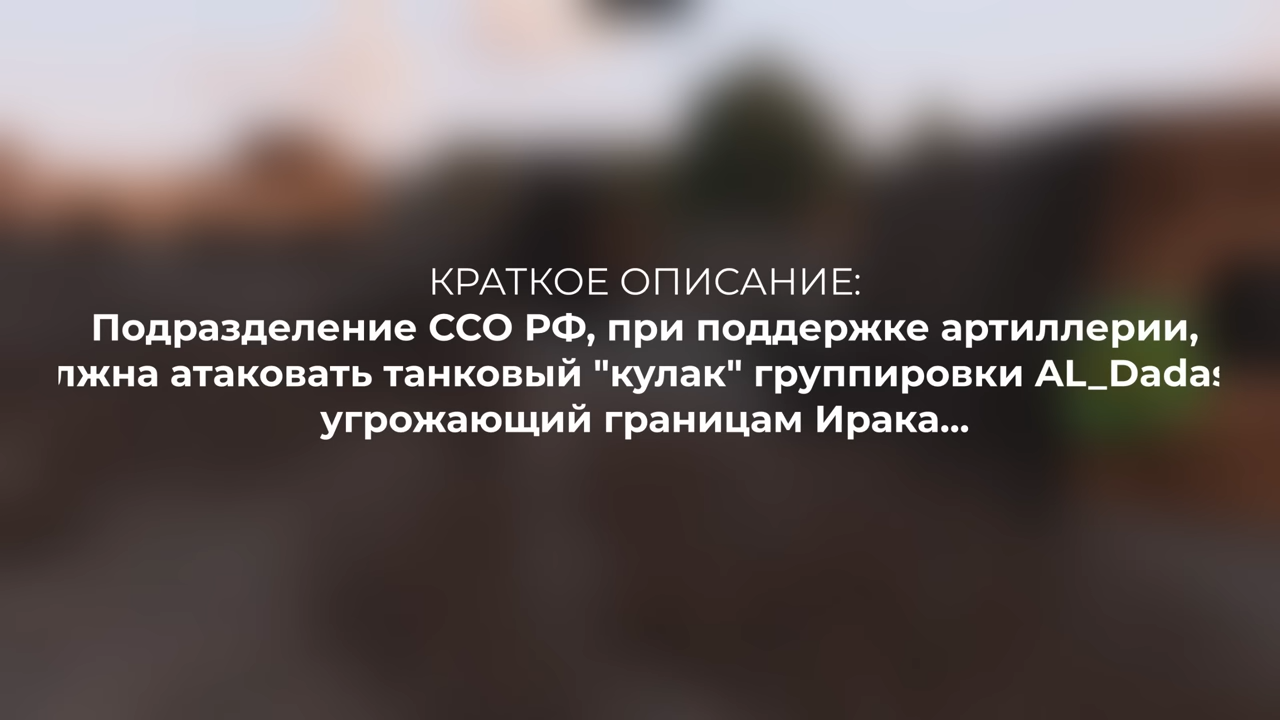 КРАТКОЕ ОПИСАНИЕ:
Подразделение ССО РФ, при поддержке артиллерии,
атаковать танковый "кулак" группировки
угрожающий границам Ирака...